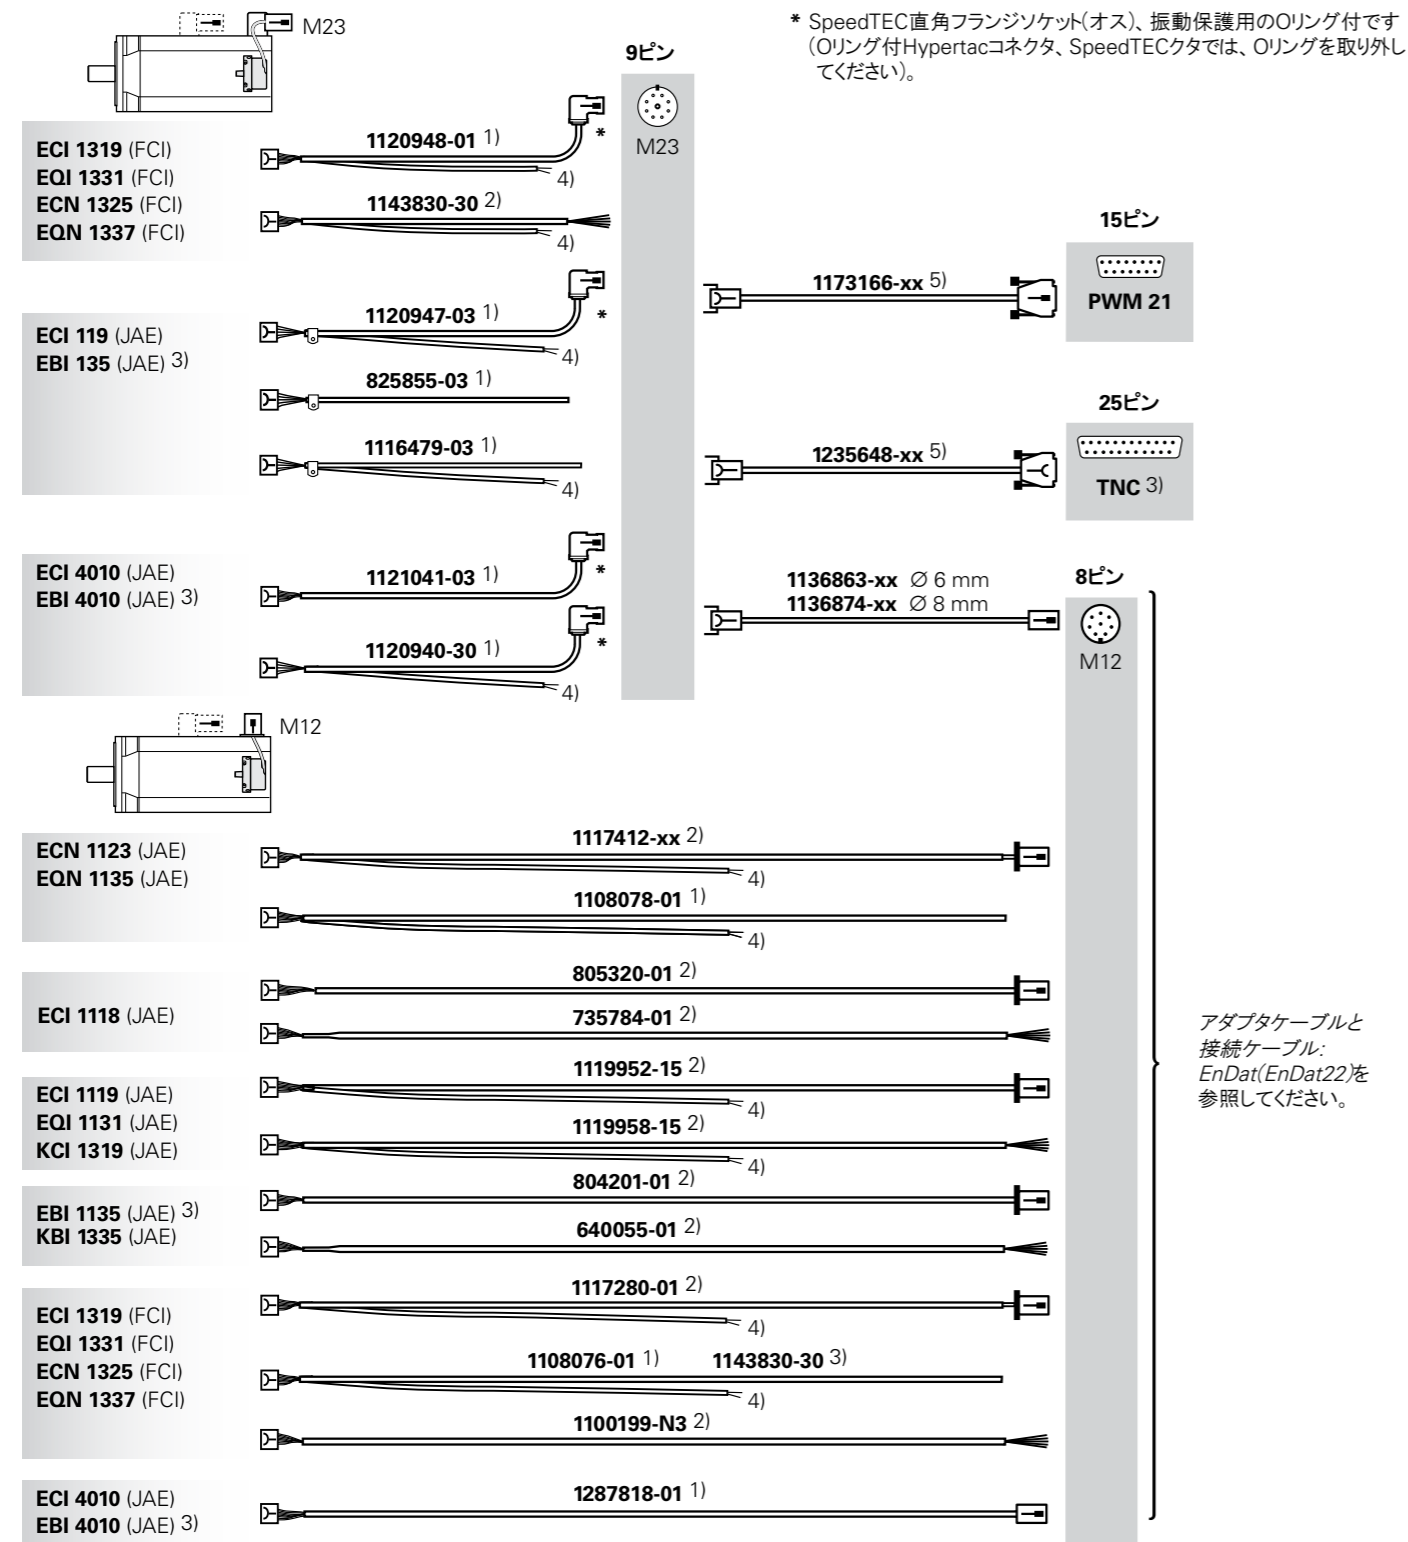 M23
* SpeedTEC直角フランジソケット(オス)、振動保護用のOリング付です
(Oリング付Hypertacコネクタ、SpeedTECクタでは、Oリングを取り外し
てください)。
9ピン
M23
ECI 1319 (FCI)
EQI 1331 (FCI)
ECN 1325 (FCI)
EQN 1337 (FCI)
1120948-01 1)
*
4)
1143830-30 2)
4)
15ピン
PWM 21
1173166-xx 5)
ECI 119 (JAE)
EBI 135 (JAE) 3)
1120947-03 1)
*
4)
825855-03 1)
1116479-03 1)
4)
25ピン
TNC 3)
1235648-xx 5)
ECI 4010 (JAE)
EBI 4010 (JAE) 3)
1121041-03 1)
*
1120940-30 1)
*
4)
1136863-xx Ø 6 mm
1136874-xx Ø 8 mm
8ピン
M12
M12
ECN 1123 (JAE)
EQN 1135 (JAE)
1117412-xx 2)
4)
1108078-01 1)
4)
ECI 1118 (JAE)
805320-01 2)
735784-01 2)
ECI 1119 (JAE)
EQI 1131 (JAE)
KCI 1319 (JAE)
1119952-15 2)
4)
1119958-15 2)
4)
EBI 1135 (JAE) 3)
KBI 1335 (JAE)
804201-01 2)
640055-01 2)
ECI 1319 (FCI)
EQI 1331 (FCI)
ECN 1325 (FCI)
EQN 1337 (FCI)
1117280-01 2)
4)
1108076-01 1) 1143830-30 3)
4)
1100199-N3 2)
ECI 4010 (JAE)
EBI 4010 (JAE) 3)
1287818-01 1)
アダプタケーブルと
接続ケーブル:
EnDat(EnDat22)を
参照してください。